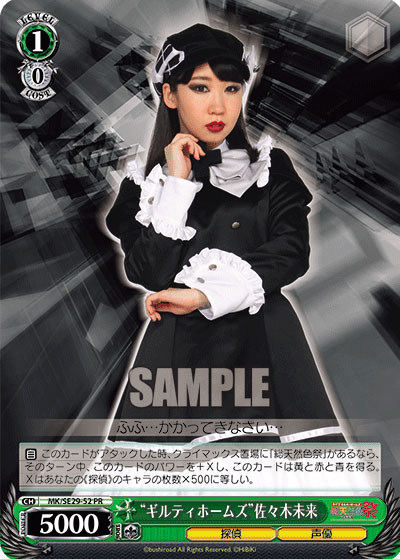 LEVEL
1
0
COST
SAMPLE
ふふ…かかってきなさい…
自 このカードがアタックした時、クライマックス置場に「総天然色祭」があるなら、
そのターン中、このカードのパワーを＋Xし、このカードは黄と赤と青を得る。
Xはあなたの《探偵》のキャラの枚数×500に等しい。
CH MK/SE29-52 PR
POWER
5000
“ギルティホームズ”佐々木未来
探偵
声優
©bushiroad All Rights Reserved. ©HiBiKi